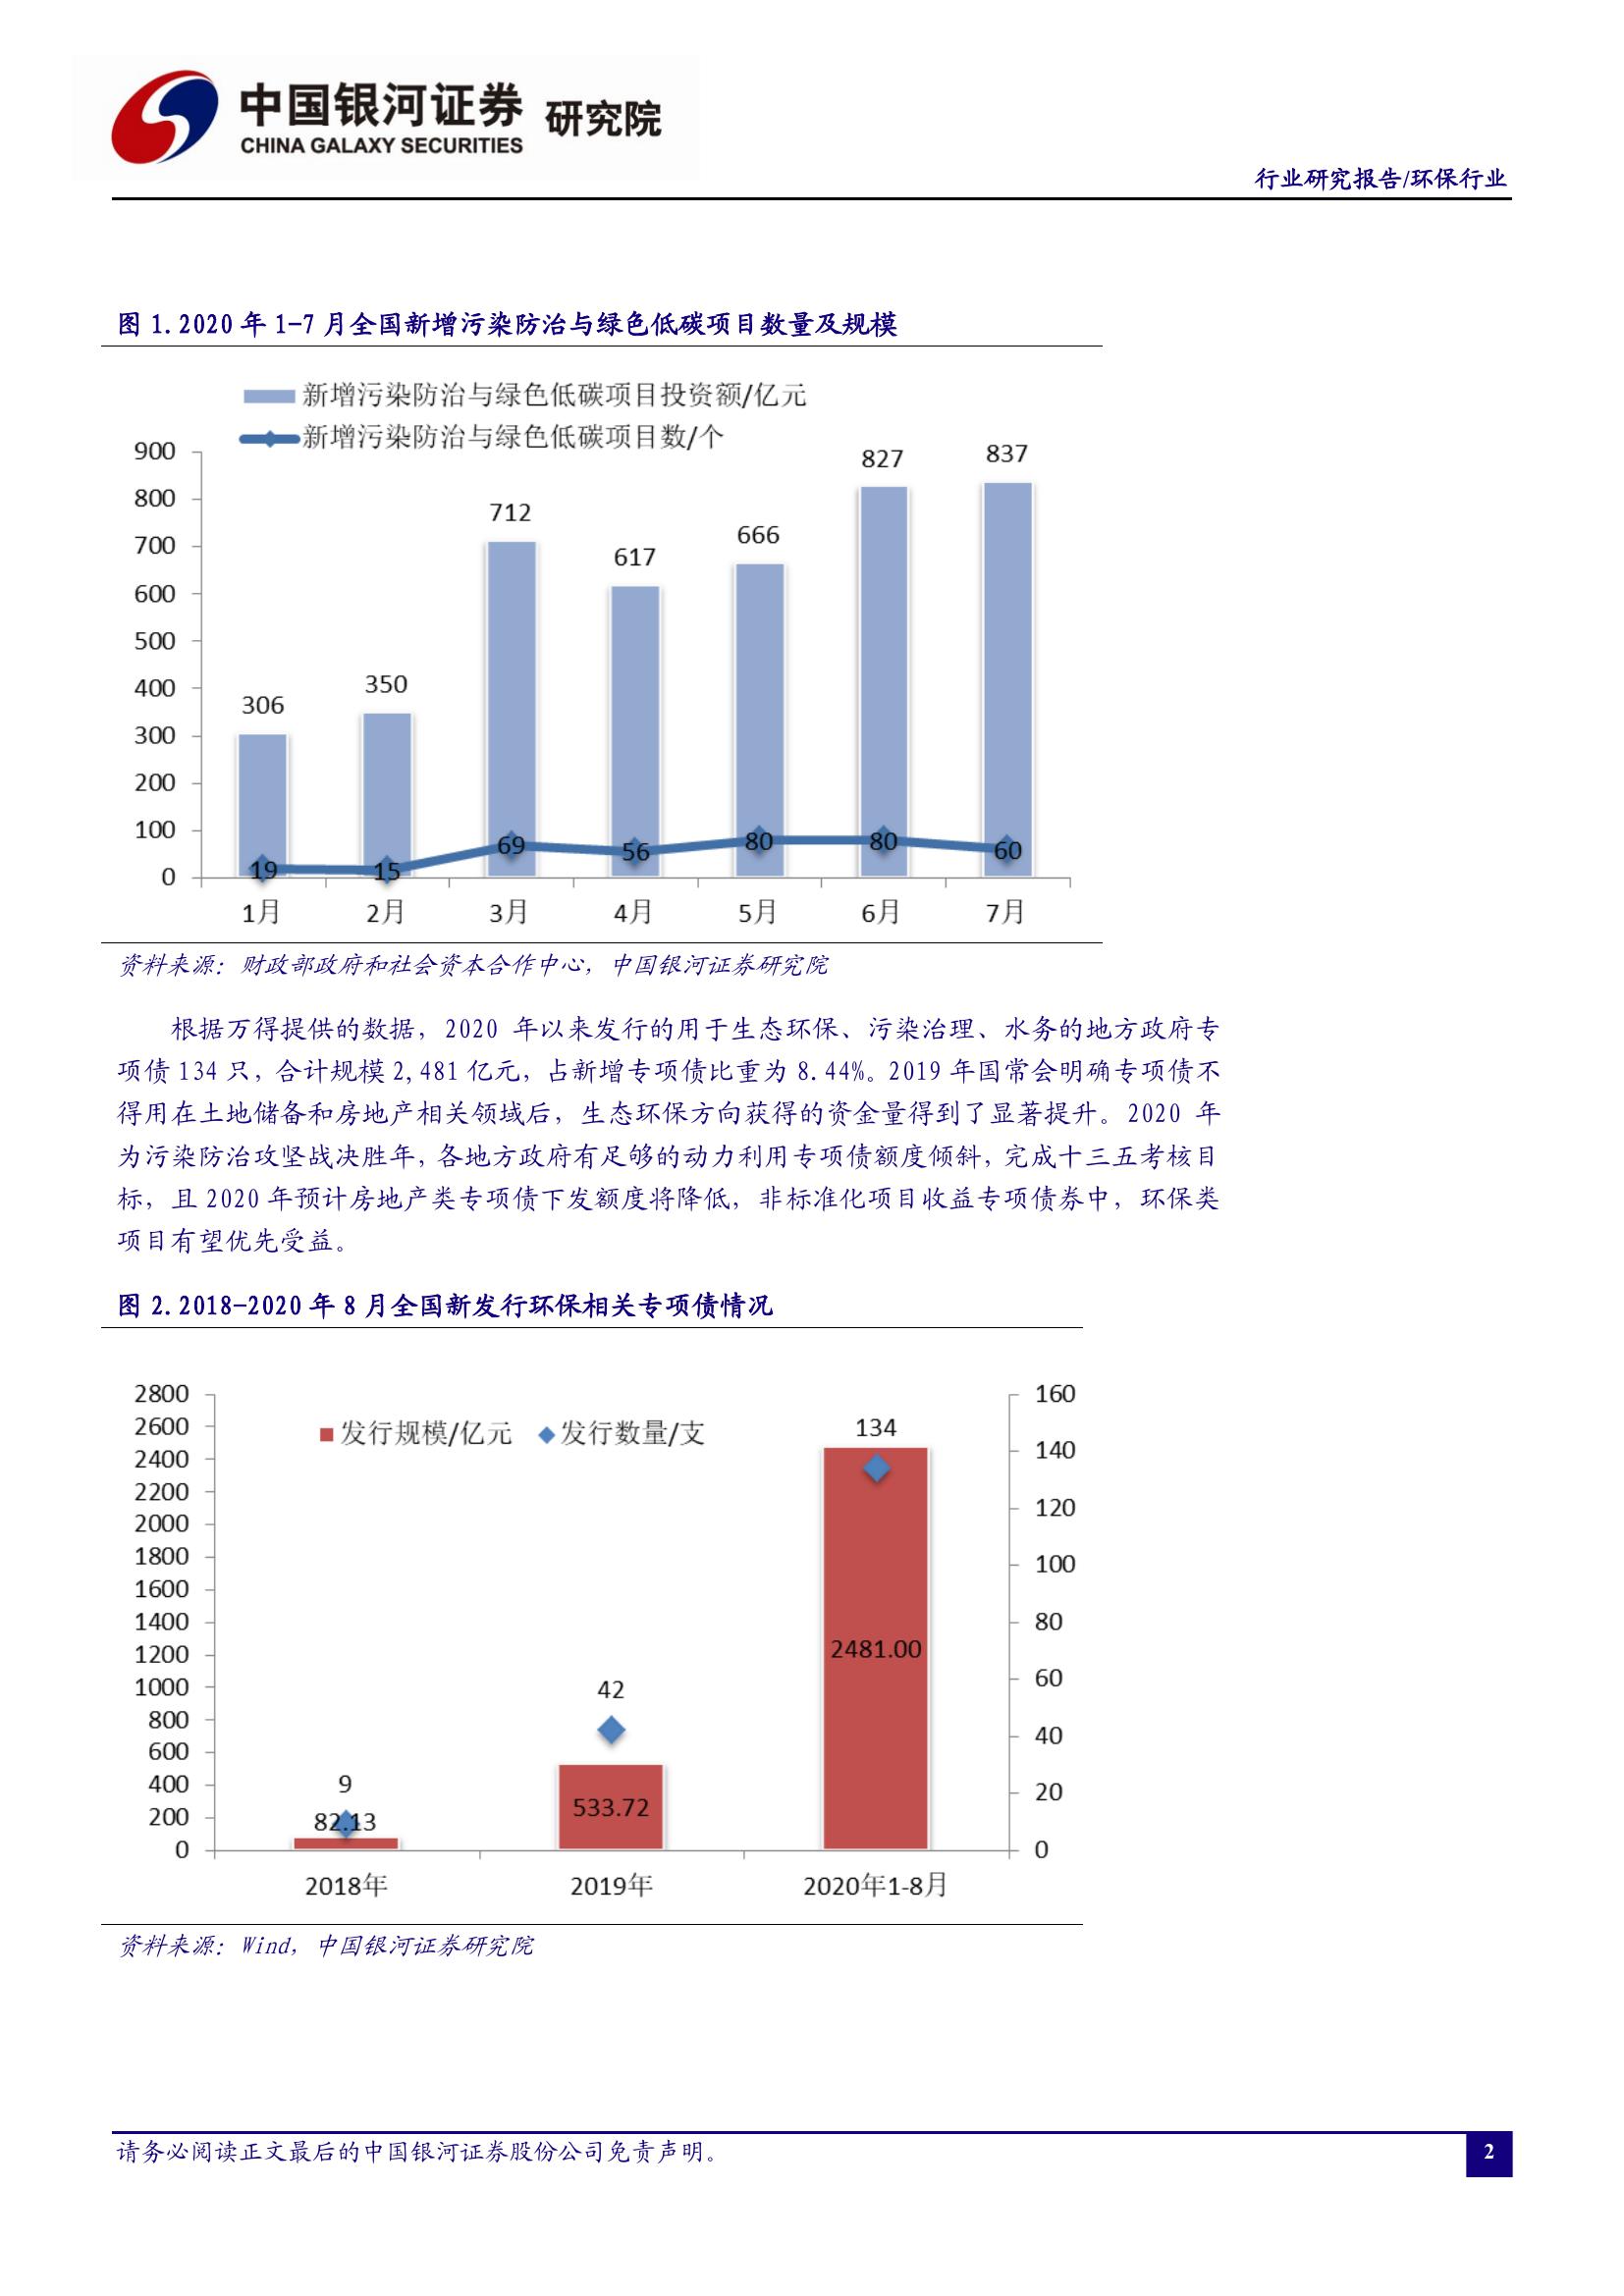 中国银河证券 研究院
CHINA GALAXY SECURITIES
行业研究报告/环保行业
图 1.2020 年 1-7 月全国新增污染防治与绿色低碳项目数量及规模
新增污染防治与绿色低碳项目投资额/亿元
新增污染防治与绿色低碳项目数/个
900
800
700
600
500
400
300
200
100
0
306
350
712
617
666
827
837
19
15
69
56
80
80
60
1月
2月
3月
4月
5月
6月
7月
资料来源：财政部政府和社会资本合作中心，中国银河证券研究院
根据万得提供的数据，2020 年以来发行的用于生态环保、污染治理、水务的地方政府专
项债 134 只，合计规模 2,481 亿元，占新增专项债比重为 8.44%。2019 年国常会明确专项债不
得用在土地储备和房地产相关领域后，生态环保方向获得的资金量得到了显著提升。2020 年
为污染防治攻坚战决胜年，各地方政府有足够的动力利用专项债额度倾斜，完成十三五考核目
标，且 2020 年预计房地产类专项债下发额度将降低，非标准化项目收益专项债券中，环保类
项目有望优先受益。
图 2.2018-2020 年 8 月全国新发行环保相关专项债情况
发行规模/亿元
发行数量/支
2800
2600
2400
2200
2000
1800
1600
1400
1200
1000
800
600
400
200
0
160
140
120
100
80
60
40
20
0
9
82.13
42
533.72
134
2481.00
2018年
2019年
2020年1-8月
资料来源：Wind，中国银河证券研究院
请务必阅读正文最后的中国银河证券股份公司免责声明。
2